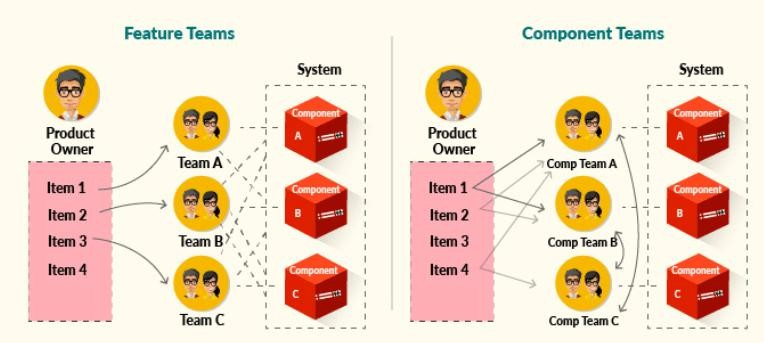 Feature Teams
Product
Owner
Item 1
Item 2
Item 3
Item 4
Team A
Team B
Team C
System
Component
A
Component
B
Component
C
Component Teams
Product
Owner
Item 1
Item 2
Item 3
Item 4
Comp Team A
Comp Team B
Comp Team C
System
Component
A
Component
B
Component
C